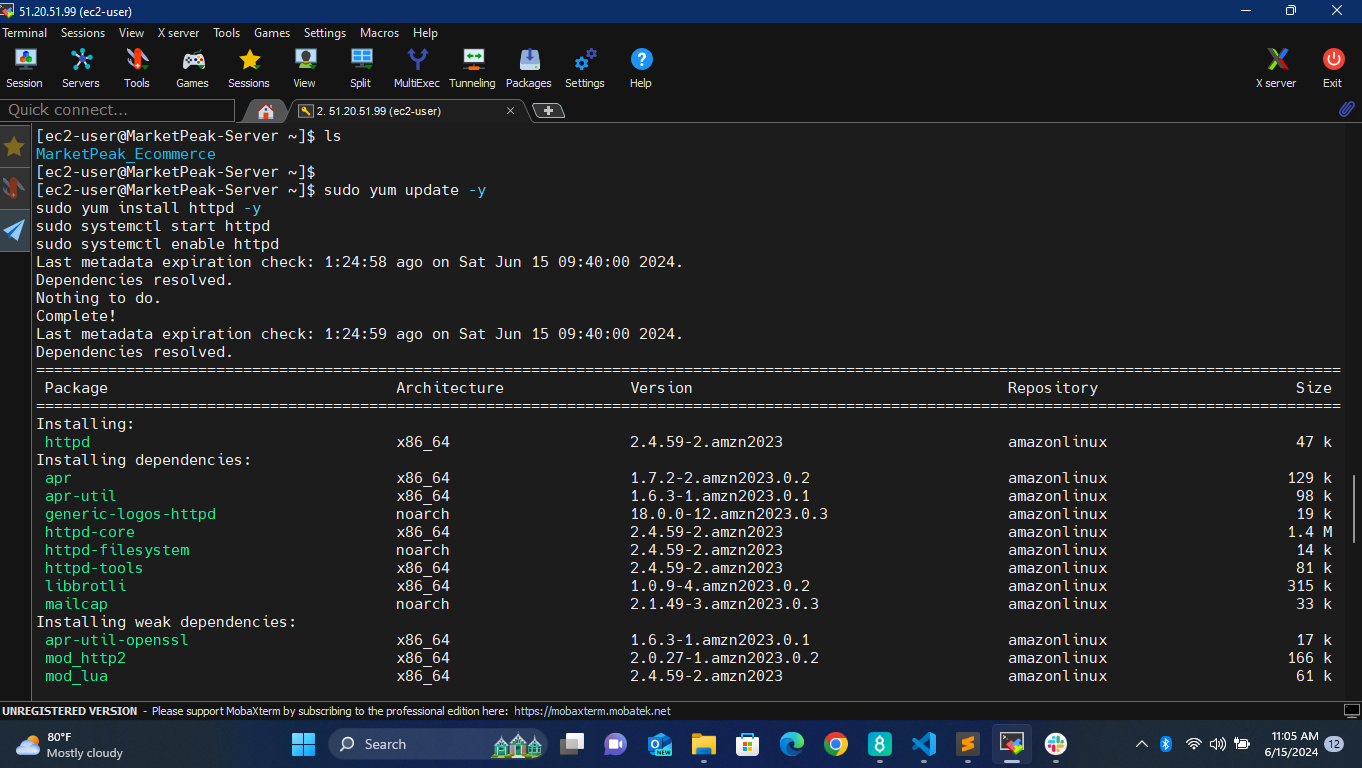 51.20.51.99 (ec2-user)
Terminal Sessions View X server Tools Games Settings Macros Help
Session Servers Tools Games Sessions View Split MultiExec Tunneling Packages Settings Help X server Exit
Quick connect... 2. 51.20.51.99 (ec2-user)
[ec2-user@MarketPeak-Server ~]$ ls
MarketPeak_Ecommerce
[ec2-user@MarketPeak-Server ~]$
[ec2-user@MarketPeak-Server ~]$ sudo yum update -y
sudo yum install httpd -y
sudo systemctl start httpd
sudo systemctl enable httpd
Last metadata expiration check: 1:24:58 ago on Sat Jun 15 09:40:00 2024.
Dependencies resolved.
Nothing to do.
Complete!
Last metadata expiration check: 1:24:59 ago on Sat Jun 15 09:40:00 2024.
Dependencies resolved.
Package Architecture Version Repository Size
Installing:
httpd x86_64 2.4.59-2.amzn2023 amazonlinux 47 k
Installing dependencies:
apr x86_64 1.7.2-2.amzn2023.0.2 amazonlinux 129 k
apr-util x86_64 1.6.3-1.amzn2023.0.1 amazonlinux 98 k
generic-logos-httpd noarch 18.0.0-12.amzn2023.0.3 amazonlinux 19 k
httpd-core x86_64 2.4.59-2.amzn2023 amazonlinux 1.4 M
httpd-filesystem noarch 2.4.59-2.amzn2023 amazonlinux 14 k
httpd-tools x86_64 2.4.59-2.amzn2023 amazonlinux 81 k
libbrotli x86_64 1.0.9-4.amzn2023.0.2 amazonlinux 315 k
mailcap noarch 2.1.49-3.amzn2023.0.3 amazonlinux 33 k
Installing weak dependencies:
apr-util-openssl x86_64 1.6.3-1.amzn2023.0.1 amazonlinux 17 k
mod_http2 x86_64 2.0.27-1.amzn2023.0.2 amazonlinux 166 k
mod_lua x86_64 2.4.59-2.amzn2023 amazonlinux 61 k
UNREGISTERED VERSION - Please support MobaXterm by subscribing to the professional edition here: https://mobaxterm.mobatek.net
80°F
Mostly cloudy
Search
NEW
11:05 AM
6/15/2024
12